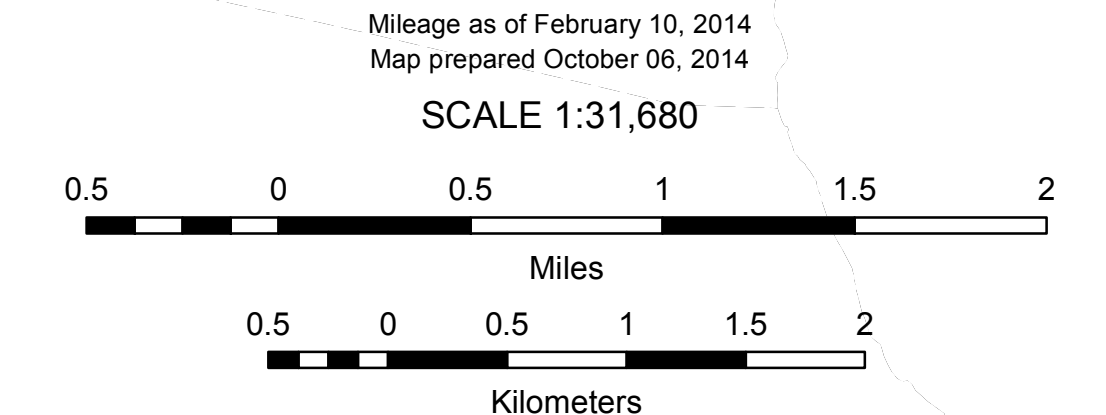 Mileage as of February 10, 2014
Map prepared October 06, 2014
SCALE 1:31,680
0.5 0 0.5 1 1.5 2
Miles
0.5 0 0.5 1 1.5 2
Kilometers